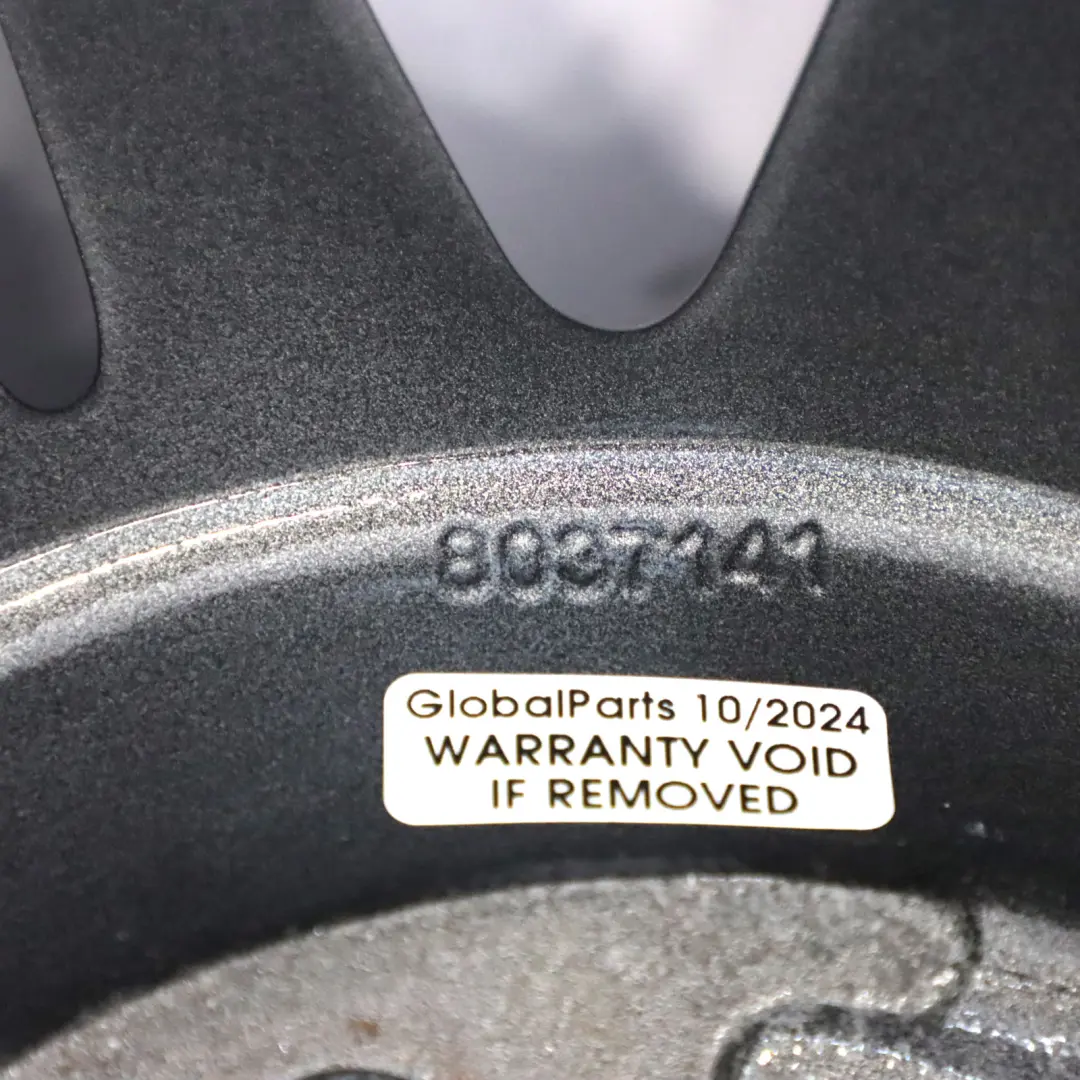 8037141
GlobalParts 10/2024
WARRANTY VOID
IF REMOVED